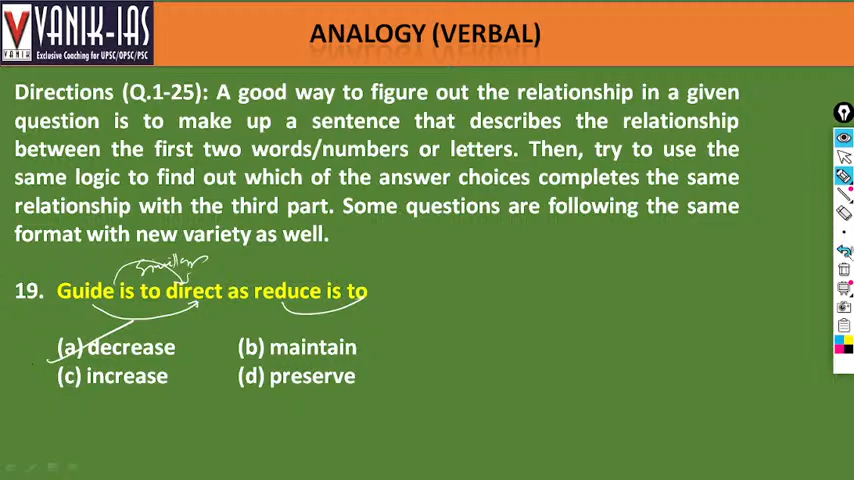 VANIK-IAS
VANIK
Exclusive Coaching for UPSC/OPSC/PSC
ANALOGY (VERBAL)
Directions (Q.1-25): A good way to figure out the relationship in a given
question is to make up a sentence that describes the relationship
between the first two words/numbers or letters. Then, try to use the
same logic to find out which of the answer choices completes the same
relationship with the third part. Some questions are following the same
format with new variety as well.
19. Guide is to direct as reduce is to
(a) decrease (b) maintain
(c) increase (d) preserve